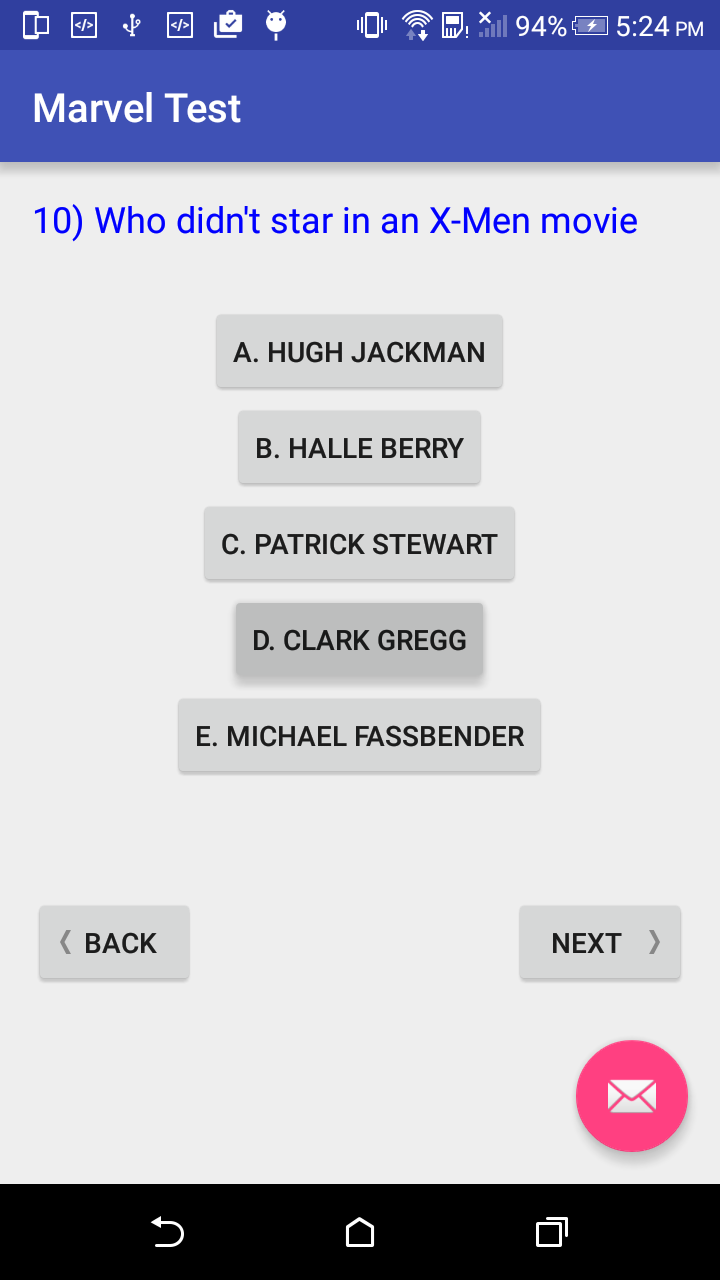 94% 5:24 PM
Marvel Test
10) Who didn't star in an X-Men movie
A. HUGH JACKMAN
B. HALLE BERRY
C. PATRICK STEWART
D. CLARK GREGG
E. MICHAEL FASSBENDER
BACK NEXT